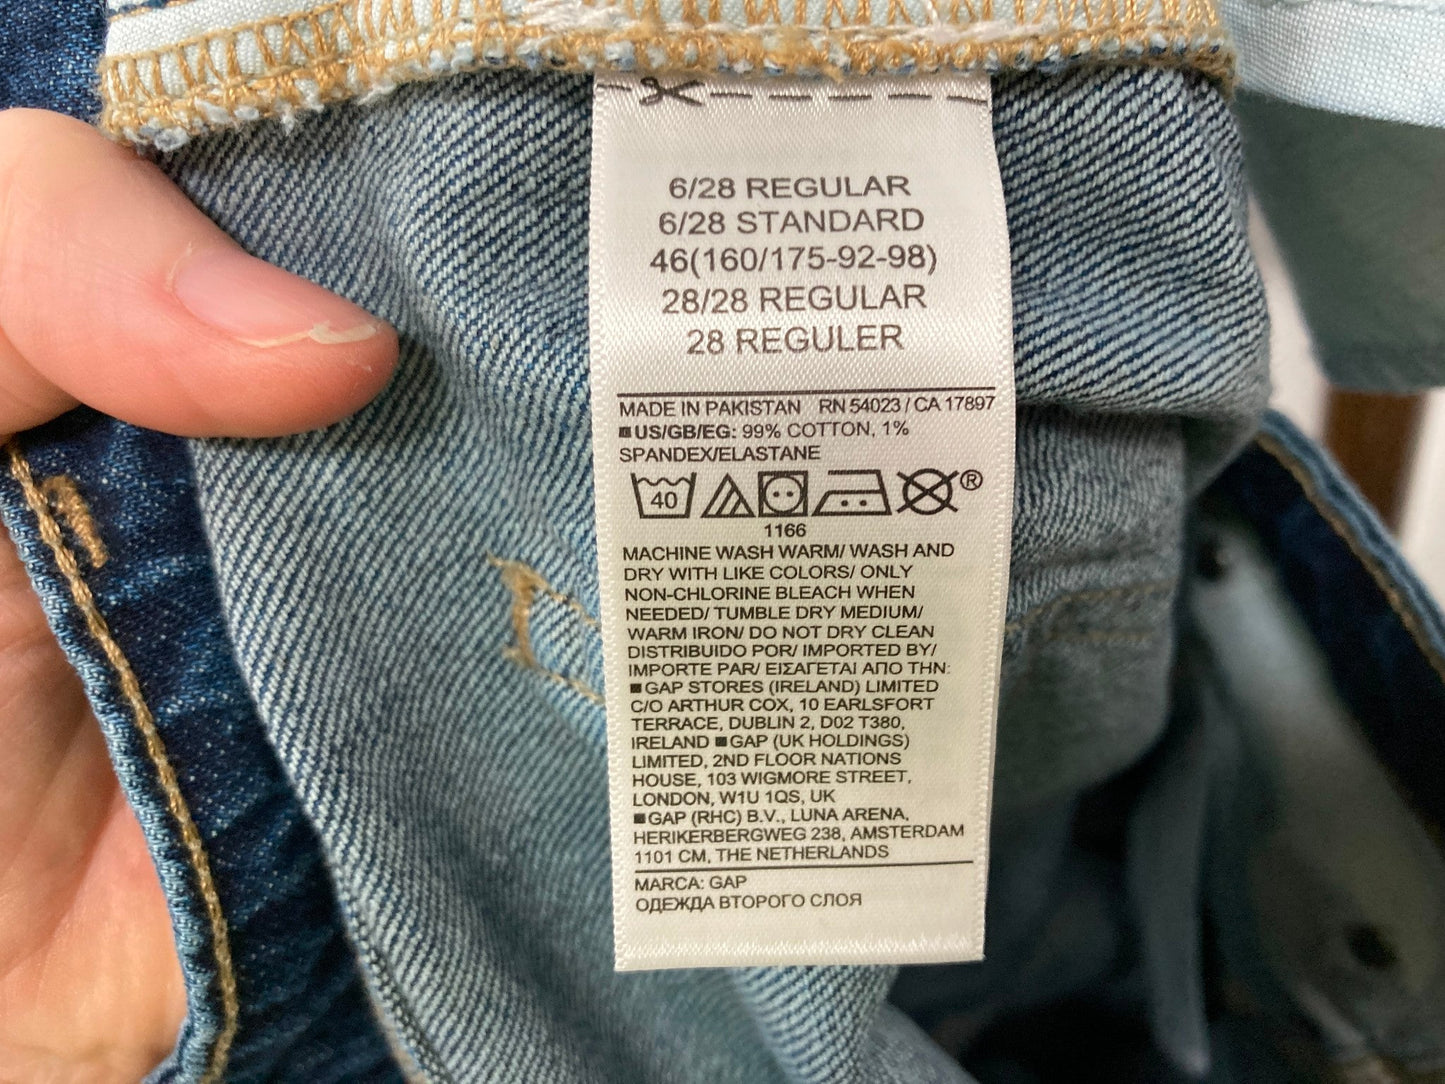 6/28 REGULAR
6/28 STANDARD
46(160/175-92-98)
28/28 REGULAR
28 REGULER
MADE IN PAKISTAN RN 54023 / CA 17897
US/GB/EG: 99% COTTON, 1%
SPANDEX/ELASTANE
40 ®
1166
MACHINE WASH WARM/ WASH AND
DRY WITH LIKE COLORS/ ONLY
NON-CHLORINE BLEACH WHEN
NEEDED/ TUMBLE DRY MEDIUM/
WARM IRON/ DO NOT DRY CLEAN
DISTRIBUIDO POR/ IMPORTED BY/
IMPORTE PAR/ ΕΙΣΑΓΕΤΑΙ ΑΠΟ ΤΗΝ:
GAP STORES (IRELAND) LIMITED
C/O ARTHUR COX, 10 EARLSFORT
TERRACE, DUBLIN 2, D02 T380,
IRELAND ■GAP (UK HOLDINGS)
LIMITED, 2ND FLOOR NATIONS
HOUSE, 103 WIGMORE STREET,
LONDON, W1U 1QS, UK
■GAP (RHC) B.V., LUNA ARENA,
HERIKERBERGWEG 238, AMSTERDAM
1101 CM, THE NETHERLANDS
MARCA: GAP
ОДЕЖДА ВТОРОГО СЛОЯ